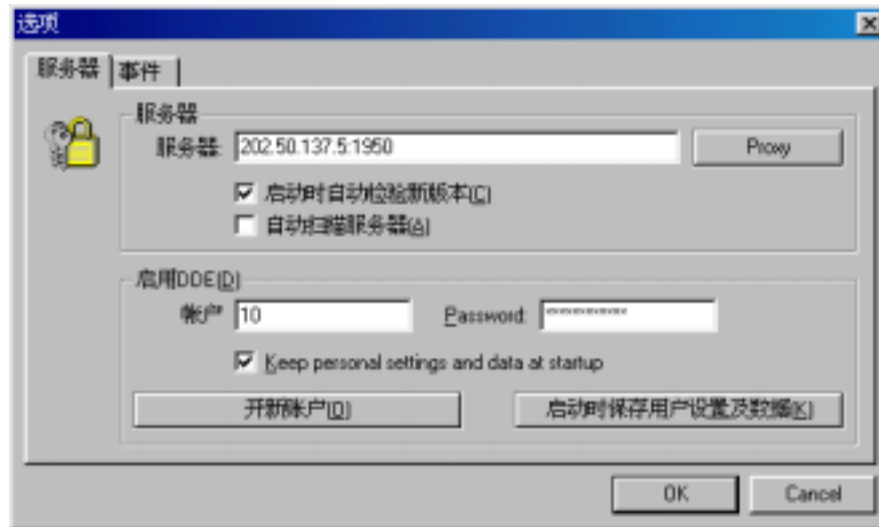 选项
服务器 事件
服务器
服务器: 202.50.137.5:1950 Proxy
启动时自动检验新版本(C)
自动扫描服务器(A)
启用DDE(D)
帐户 10 Password: ********
Keep personal settings and data at startup
开新账户(O) 启动时保存用户设置及数据(K)
OK Cancel